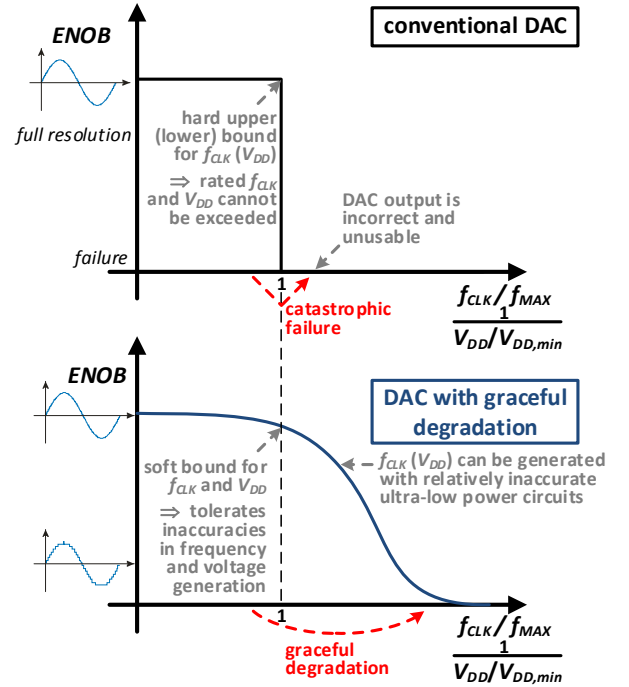 conventional DAC
ENOB
full resolution
hard upper
(lower) bound
for fCLK (VDD)
⇒ rated fCLK
and VDD cannot
be exceeded
DAC output is
incorrect and
unusable
failure
1
catastrophic
failure
fCLK/fMAX
1
VDD/VDD,min
ENOB
DAC with graceful
degradation
soft bound for
fCLK and VDD
⇒ tolerates
inaccuracies
in frequency
and voltage
generation
fCLK (VDD) can be generated
with relatively inaccurate
ultra-low power circuits
1
graceful
degradation
fCLK/fMAX
1
VDD/VDD,min